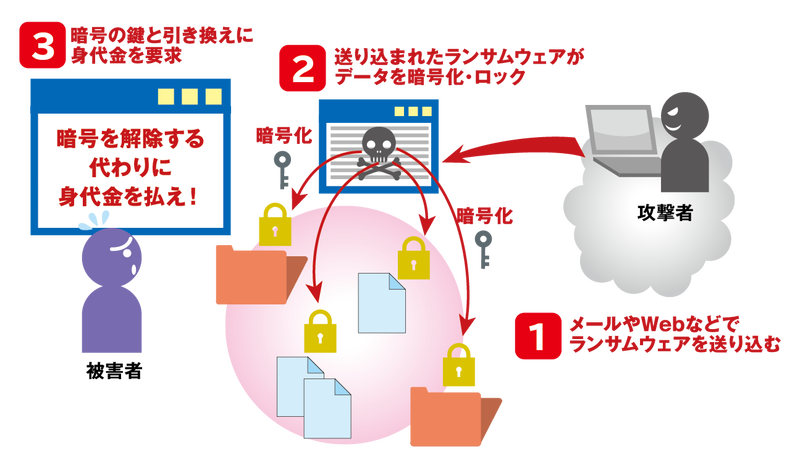 3
暗号の鍵と引き換えに
身代金を要求
2
送り込まれたランサムウェアが
データを暗号化・ロック
暗号を解除する
代わりに
身代金を払え！
暗号化
暗号化
攻撃者
被害者
1
メールやWebなどで
ランサムウェアを送り込む